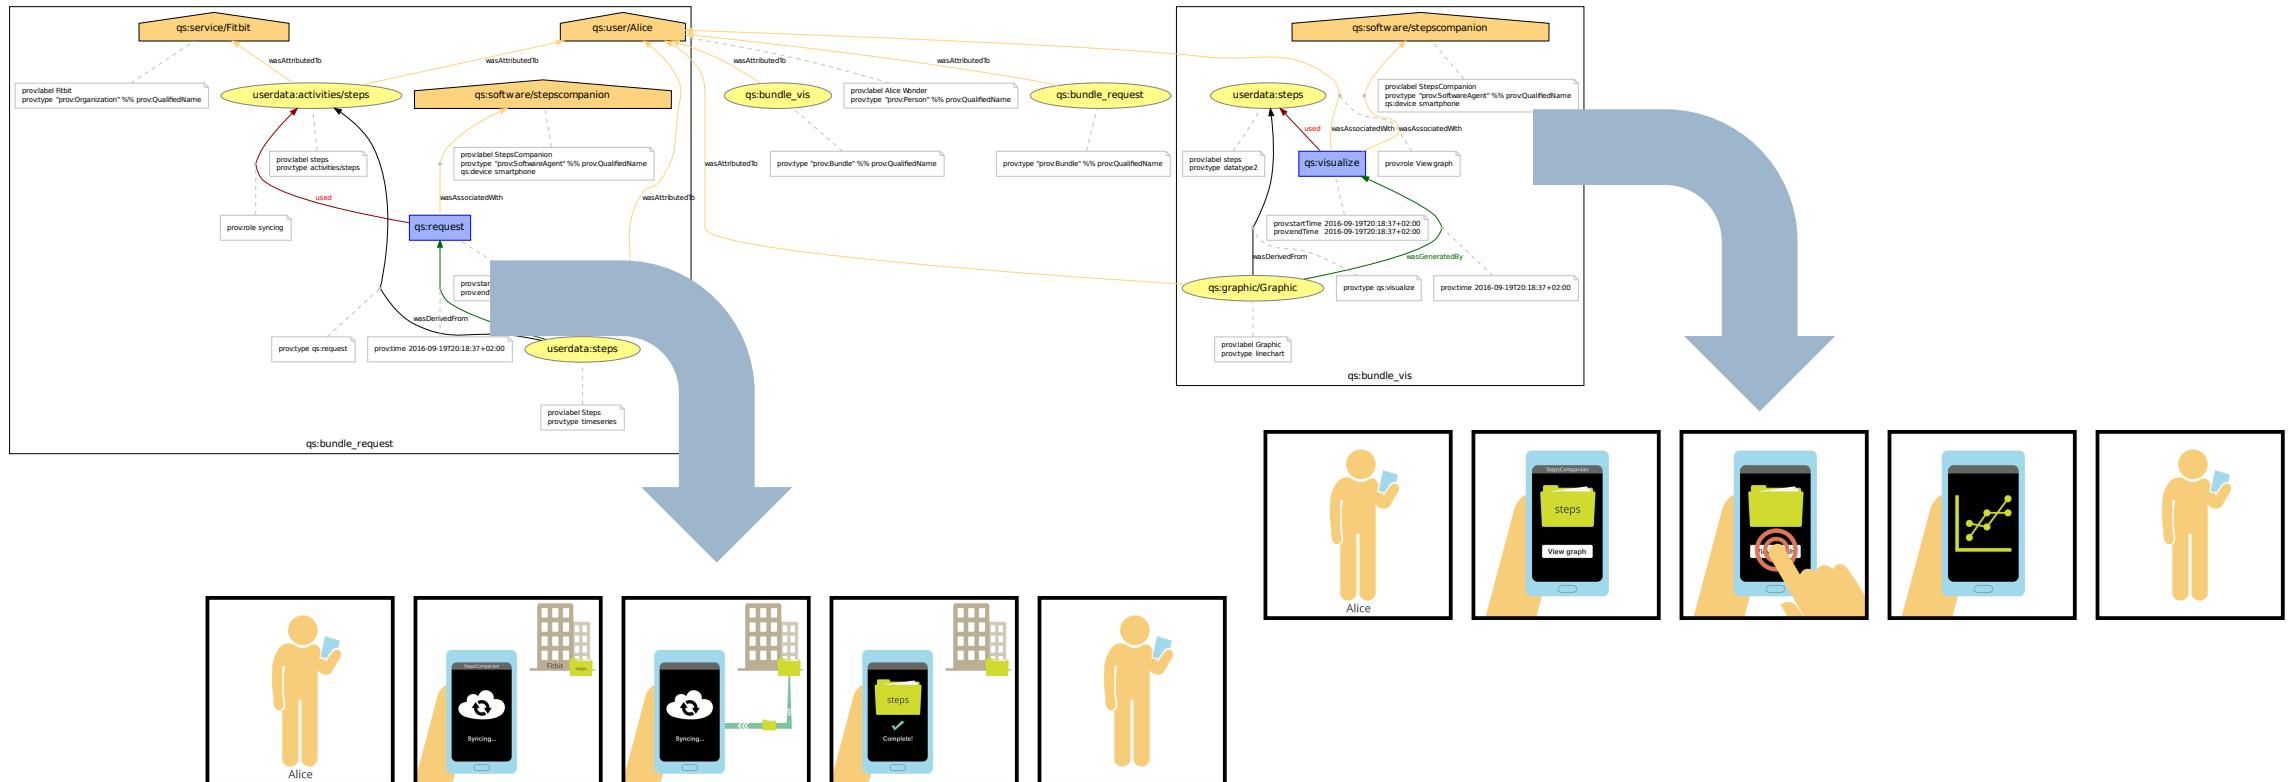 qs:service/Fitbit
qs:user/Alice
qs:software/stepscompanion
wasAttributedTo
wasAttributedTo
wasAttributedTo
wasAttributedTo
prov:label Fitbit
prov:type "prov:Organization" %% prov:QualifiedName
userdata:activities/steps
qs:software/stepscompanion
qs:bundle_vis
prov:label Alice Wonder
prov:type "prov:Person" %% prov:QualifiedName
qs:bundle_request
userdata:steps
prov:label StepsCompanion
prov:type "prov:SoftwareAgent" %% prov:QualifiedName
qs:device smartphone
used
wasAssociatedWith
wasAssociatedWith
prov:label steps
prov:type activities/steps
prov:label StepsCompanion
prov:type "prov:SoftwareAgent" %% prov:QualifiedName
qs:device smartphone
wasAttributedTo
prov:type "prov:Bundle" %% prov:QualifiedName
prov:type "prov:Bundle" %% prov:QualifiedName
prov:label steps
prov:type datatype2
qs:visualize
prov:role View graph
used
wasAssociatedWith
wasAttributedTo
prov:role syncing
qs:request
prov:startTime 2016-09-19T20:18:37+02:00
prov:endTime 2016-09-19T20:18:37+02:00
wasDerivedFrom
wasGeneratedBy
prov:star
prov:end
qs:graphic/Graphic
prov:type qs:visualize
prov:time 2016-09-19T20:18:37+02:00
wasDerivedFrom
prov:type qs:request
prov:time 2016-09-19T20:18:37+02:00
userdata:steps
prov:label Graphic
prov:type linechart
qs:bundle_vis
prov:label Steps
prov:type timeseries
qs:bundle_request
StepsCompanion
steps
View graph
Alice
StepsCompanion
Fitbit
steps
Syncing...
Syncing...
steps
Complete!
Alice